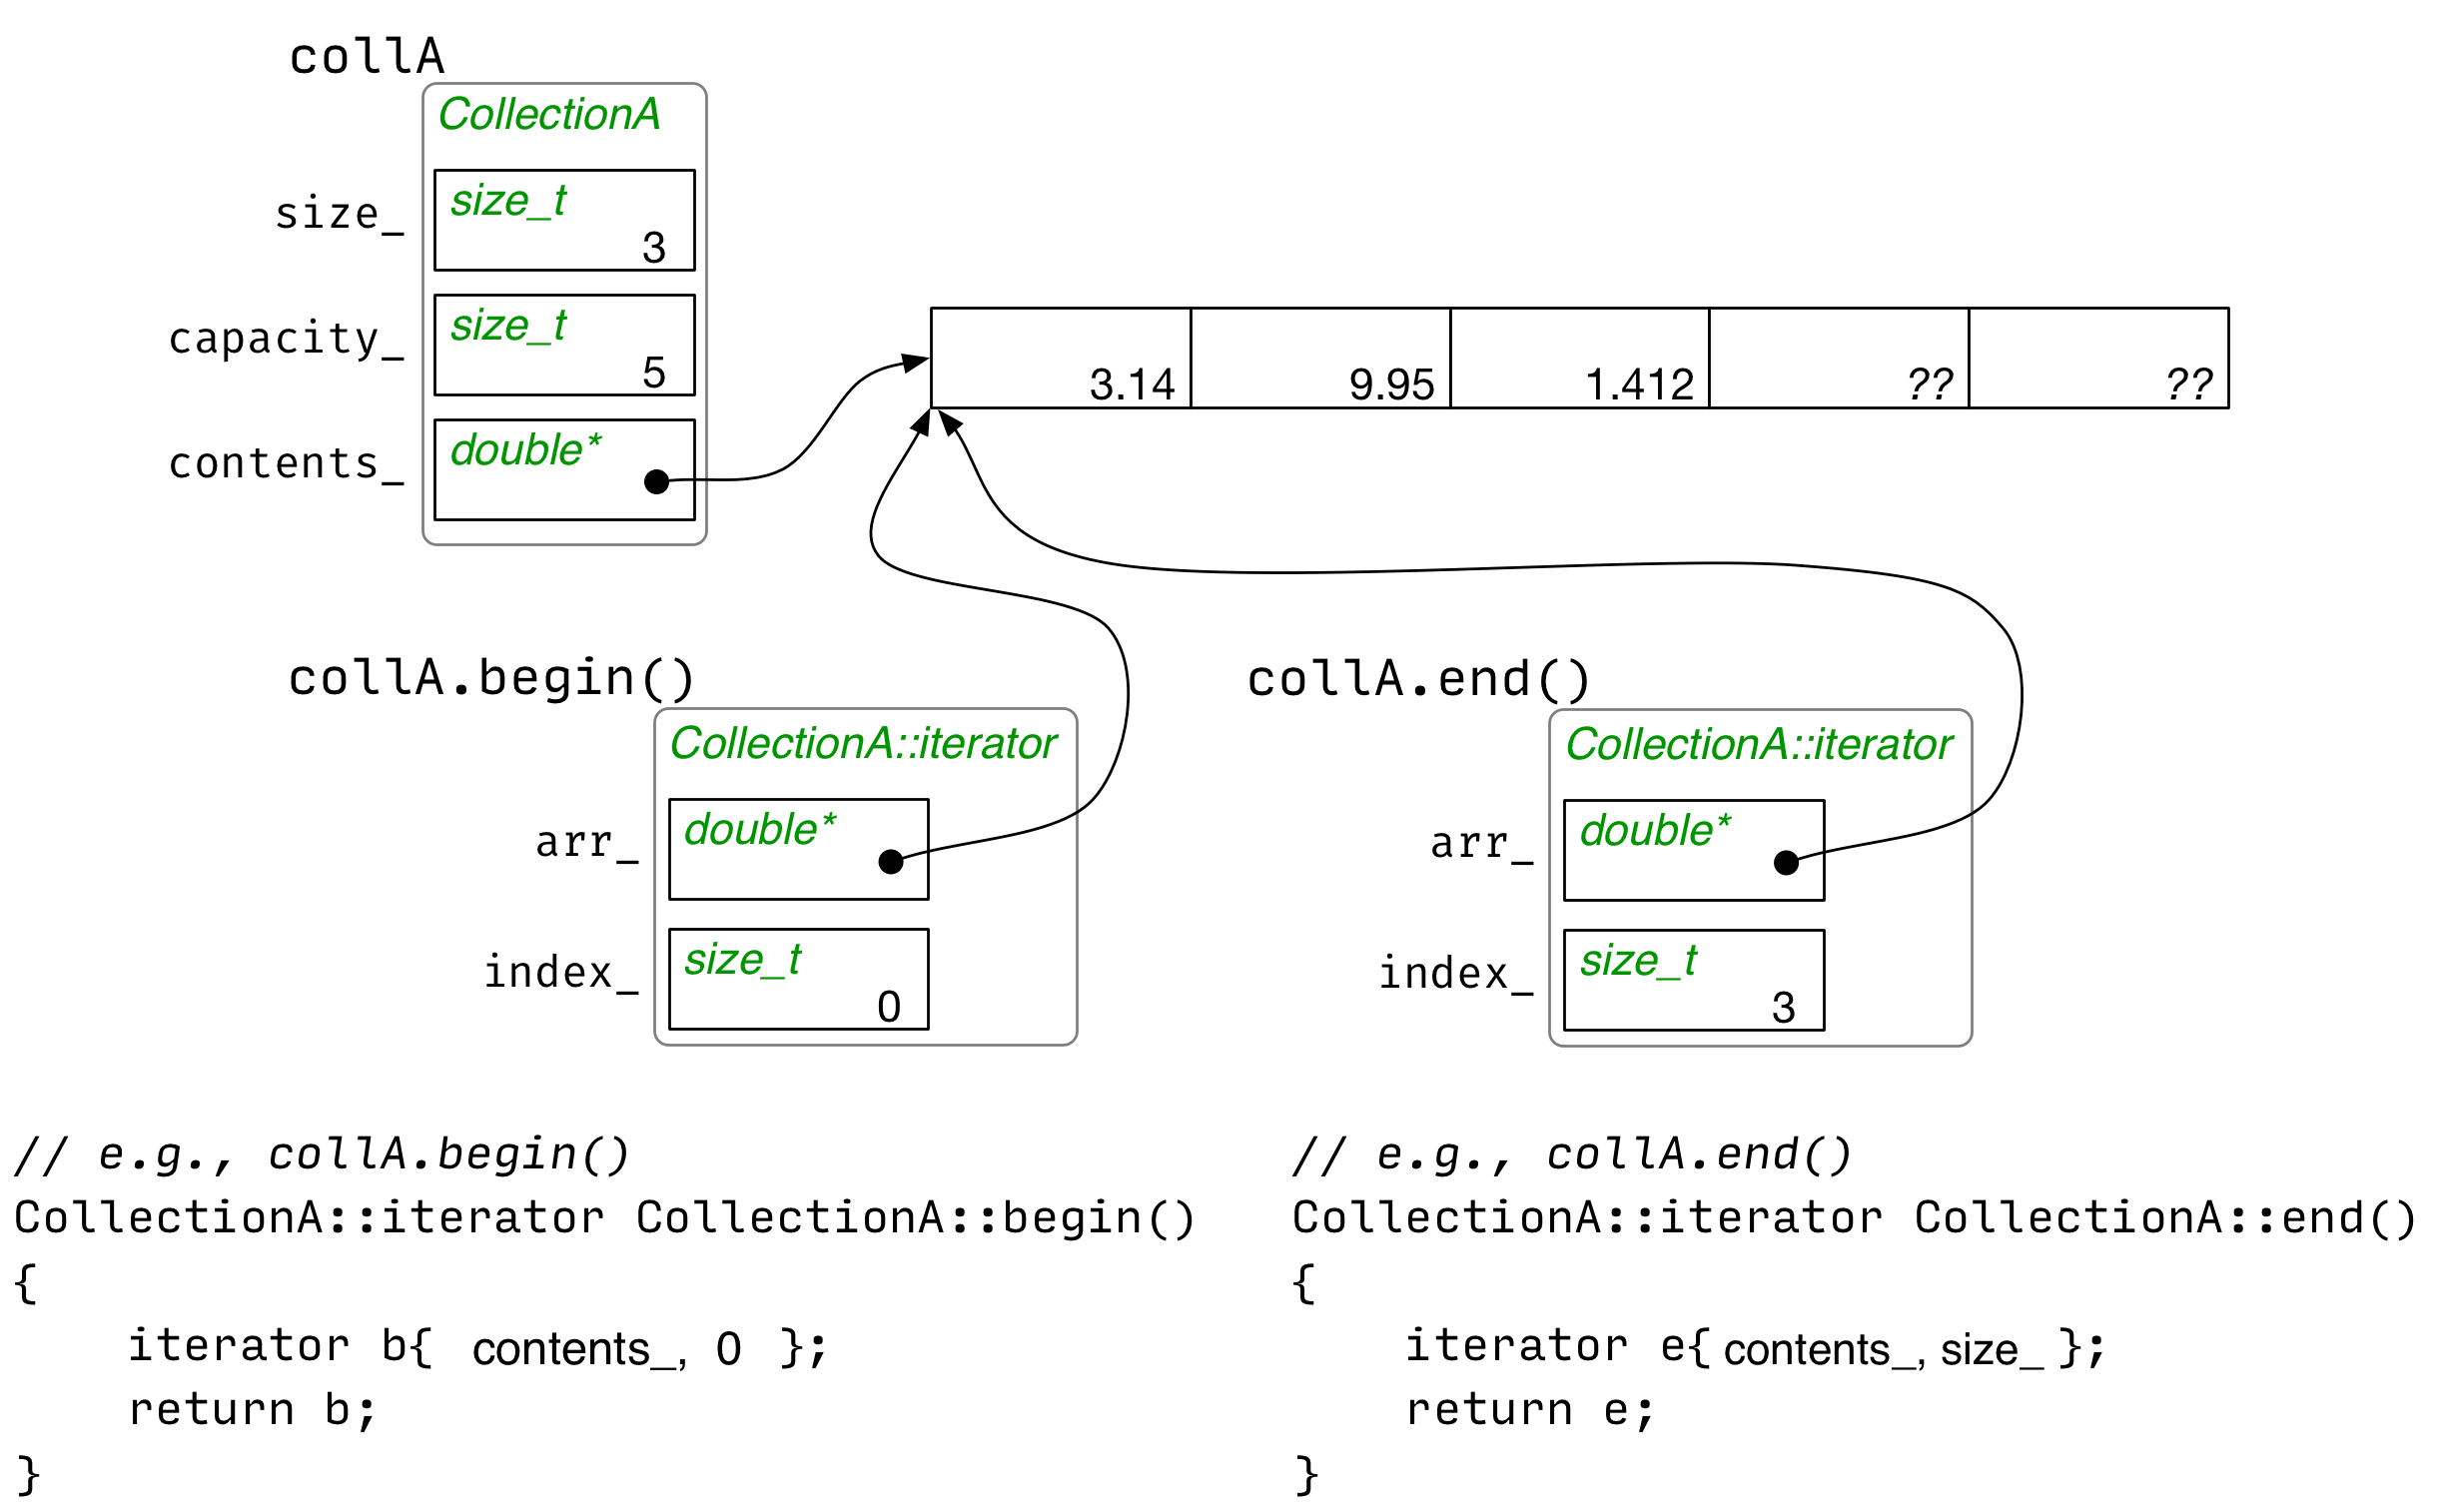 collA
CollectionA
size_
size_t
3
capacity_
size_t
5
contents_
double*
3.14 9.95 1.412 ?? ??
collA.begin()
CollectionA::iterator
arr_
double*
index_
size_t
0
collA.end()
CollectionA::iterator
arr_
double*
index_
size_t
3
// e.g., collA.begin()
CollectionA::iterator CollectionA::begin()
{
    iterator b{ contents_, 0 };
    return b;
}
// e.g., collA.end()
CollectionA::iterator CollectionA::end()
{
    iterator e{ contents_, size_ };
    return e;
}